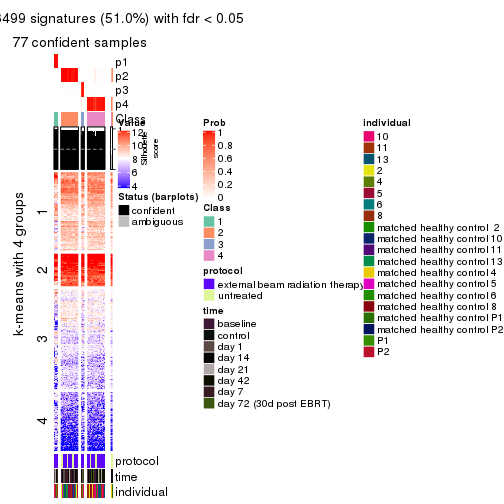 499 signatures (51.0%) with fdr < 0.05
77 confident samples
p1
p2
p3
p4
Class
Value
12
10
8
6
4
Silhouette
score
1
Status (barplots)
confident
ambiguous
k-means with 4 groups
1
2
3
4
protocol
time
individual
Prob
1
0.8
0.6
0.4
0.2
0
Class
1
2
3
4
protocol
external beam radiation therapy
untreated
time
baseline
control
day 1
day 14
day 21
day 42
day 7
day 72 (30d post EBRT)
individual
10
11
13
2
4
5
6
8
matched healthy control 2
matched healthy control 10
matched healthy control 11
matched healthy control 13
matched healthy control 4
matched healthy control 5
matched healthy control 6
matched healthy control 8
matched healthy control P1
matched healthy control P2
P1
P2